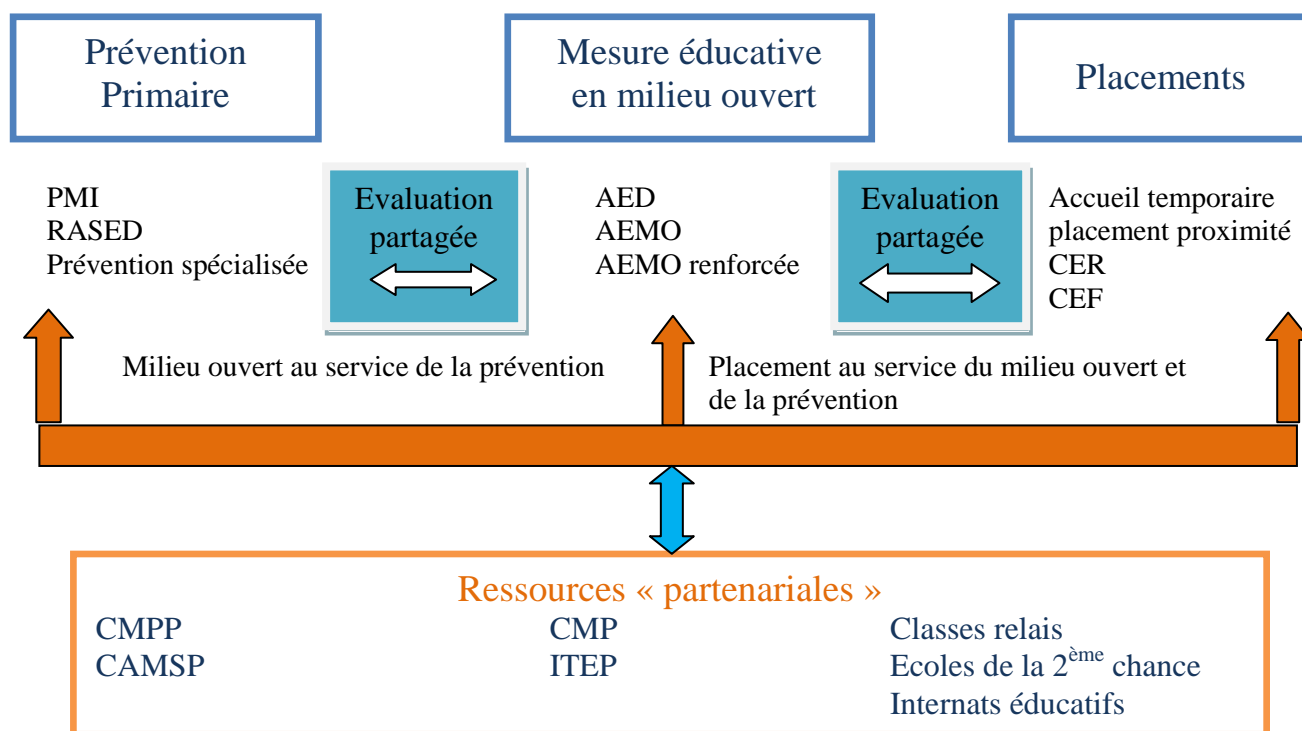 Prévention
Primaire
Mesure éducative
en milieu ouvert
Placements
PMI
RASED
Prévention spécialisée
Evaluation
partagée
AED
AEMO
AEMO renforcée
Evaluation
partagée
Accueil temporaire
placement proximité
CER
CEF
Milieu ouvert au service de la prévention
Placement au service du milieu ouvert et
de la prévention
Ressources « partenariales »
CMPP
CAMSP
CMP
ITEP
Classes relais
Ecoles de la 2ème chance
Internats éducatifs